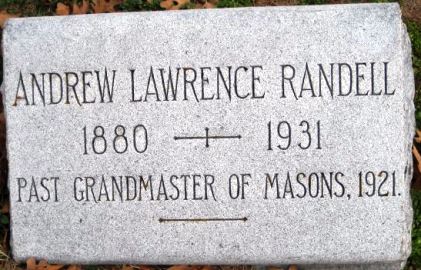 ANDREW LAWRENCE RANDELL
1880 — 1931
PAST GRANDMASTER OF MASONS, 1921.